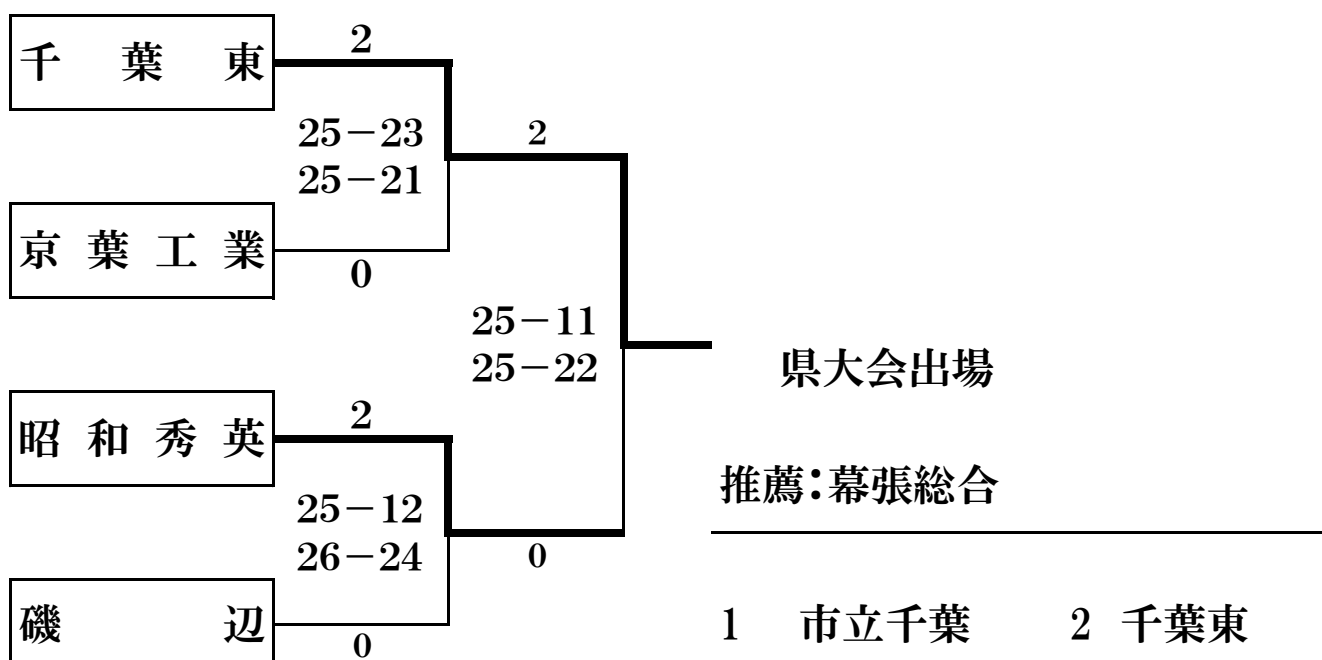 千葉東
2
25－23
25－21
2
京葉工業
0
25－11
25－22
県大会出場
昭和秀英
2
25－12
26－24
0
推薦：幕張総合
磯辺
0
1 市立千葉 2 千葉東